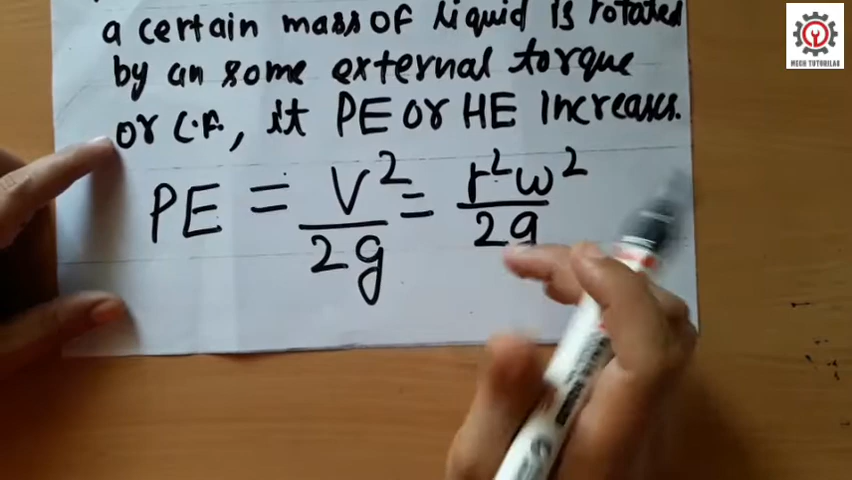 a certain mass of liquid is rotated
by an some external torque
or C.F., it PE or HE increases.
PE = V²/2g = r²ω²/2g
MECH TUTORILAB